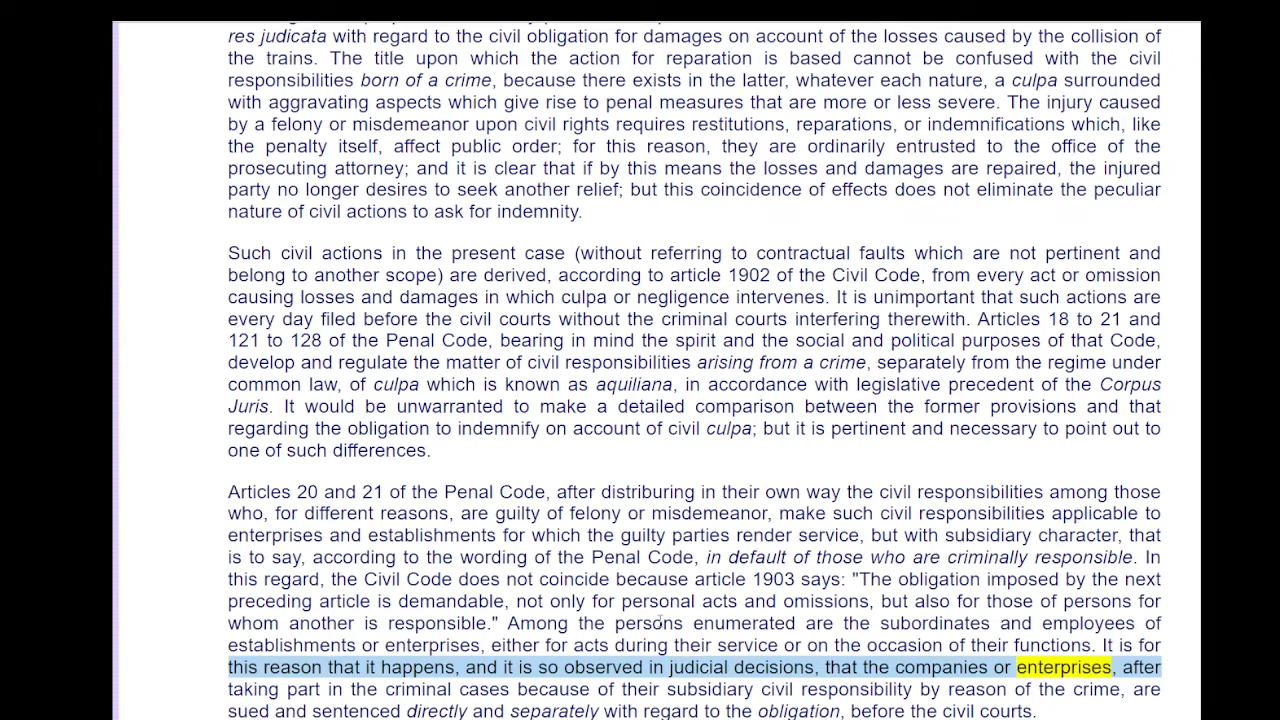 res judicata with regard to the civil obligation for damages on account of the losses caused by the collision of
the trains. The title upon which the action for reparation is based cannot be confused with the civil
responsibilities born of a crime, because there exists in the latter, whatever each nature, a culpa surrounded
with aggravating aspects which give rise to penal measures that are more or less severe. The injury caused
by a felony or misdemeanor upon civil rights requires restitutions, reparations, or indemnifications which, like
the penalty itself, affect public order; for this reason, they are ordinarily entrusted to the office of the
prosecuting attorney; and it is clear that if by this means the losses and damages are repaired, the injured
party no longer desires to seek another relief; but this coincidence of effects does not eliminate the peculiar
nature of civil actions to ask for indemnity.
Such civil actions in the present case (without referring to contractual faults which are not pertinent and
belong to another scope) are derived, according to article 1902 of the Civil Code, from every act or omission
causing losses and damages in which culpa or negligence intervenes. It is unimportant that such actions are
every day filed before the civil courts without the criminal courts interfering therewith. Articles 18 to 21 and
121 to 128 of the Penal Code, bearing in mind the spirit and the social and political purposes of that Code,
develop and regulate the matter of civil responsibilities arising from a crime, separately from the regime under
common law, of culpa which is known as aquiliana, in accordance with legislative precedent of the Corpus
Juris. It would be unwarranted to make a detailed comparison between the former provisions and that
regarding the obligation to indemnify on account of civil culpa; but it is pertinent and necessary to point out to
one of such differences.
Articles 20 and 21 of the Penal Code, after distriburing in their own way the civil responsibilities among those
who, for different reasons, are guilty of felony or misdemeanor, make such civil responsibilities applicable to
enterprises and establishments for which the guilty parties render service, but with subsidiary character, that
is to say, according to the wording of the Penal Code, in default of those who are criminally responsible. In
this regard, the Civil Code does not coincide because article 1903 says: "The obligation imposed by the next
preceding article is demandable, not only for personal acts and omissions, but also for those of persons for
whom another is responsible." Among the persons enumerated are the subordinates and employees of
establishments or enterprises, either for acts during their service or on the occasion of their functions. It is for
this reason that it happens, and it is so observed in judicial decisions, that the companies or enterprises, after
taking part in the criminal cases because of their subsidiary civil responsibility by reason of the crime, are
sued and sentenced directly and separately with regard to the obligation, before the civil courts.